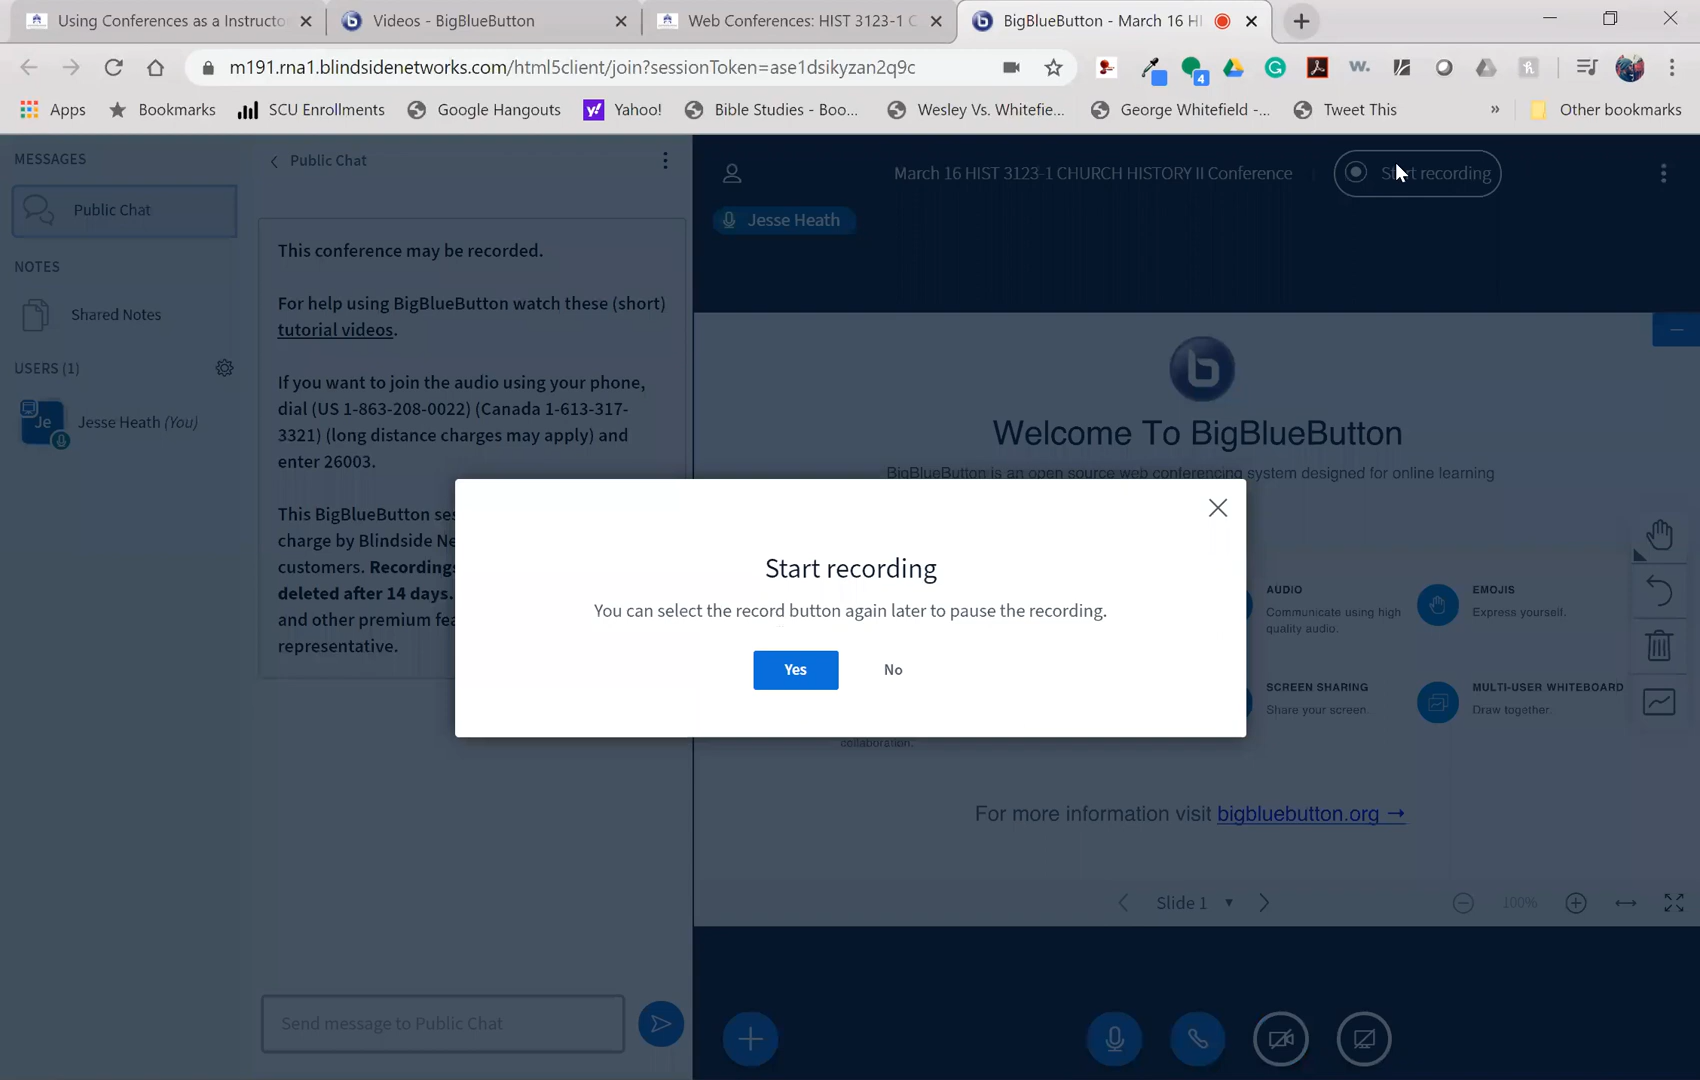 Using Conferences as a Instructo
Videos - BigBlueButton
Web Conferences: HIST 3123-1 C
BigBlueButton - March 16 HI
m191.rna1.blindsidenetworks.com/html5client/join?sessionToken=ase1dsikyzan2q9c
4
W.
Apps
Bookmarks
SCU Enrollments
Google Hangouts
Yahoo!
Bible Studies - Boo...
Wesley Vs. Whitefie...
George Whitefield -...
Tweet This
»
Other bookmarks
MESSAGES
Public Chat
NOTES
Shared Notes
USERS (1)
Je
Jesse Heath (You)
Public Chat
This conference may be recorded.
For help using BigBlueButton watch these (short)
tutorial videos.
If you want to join the audio using your phone,
dial (US 1-863-208-0022) (Canada 1-613-317-
3321) (long distance charges may apply) and
enter 26003.
This BigBlueButton se
charge by Blindside Ne
customers. Recording
deleted after 14 days.
and other premium fea
representative.
Send message to Public Chat
March 16 HIST 3123-1 CHURCH HISTORY II Conference
Start recording
Jesse Heath
Welcome To BigBlueButton
BigBlueButton is an open source web conferencing system designed for online learning
AUDIO
Communicate using high
quality audio.
EMOJIS
Express yourself.
SCREEN SHARING
Share your screen.
MULTI-USER WHITEBOARD
Draw together.
collaboration.
For more information visit bigbluebutton.org →
Slide 1
100%
Start recording
You can select the record button again later to pause the recording.
Yes
No